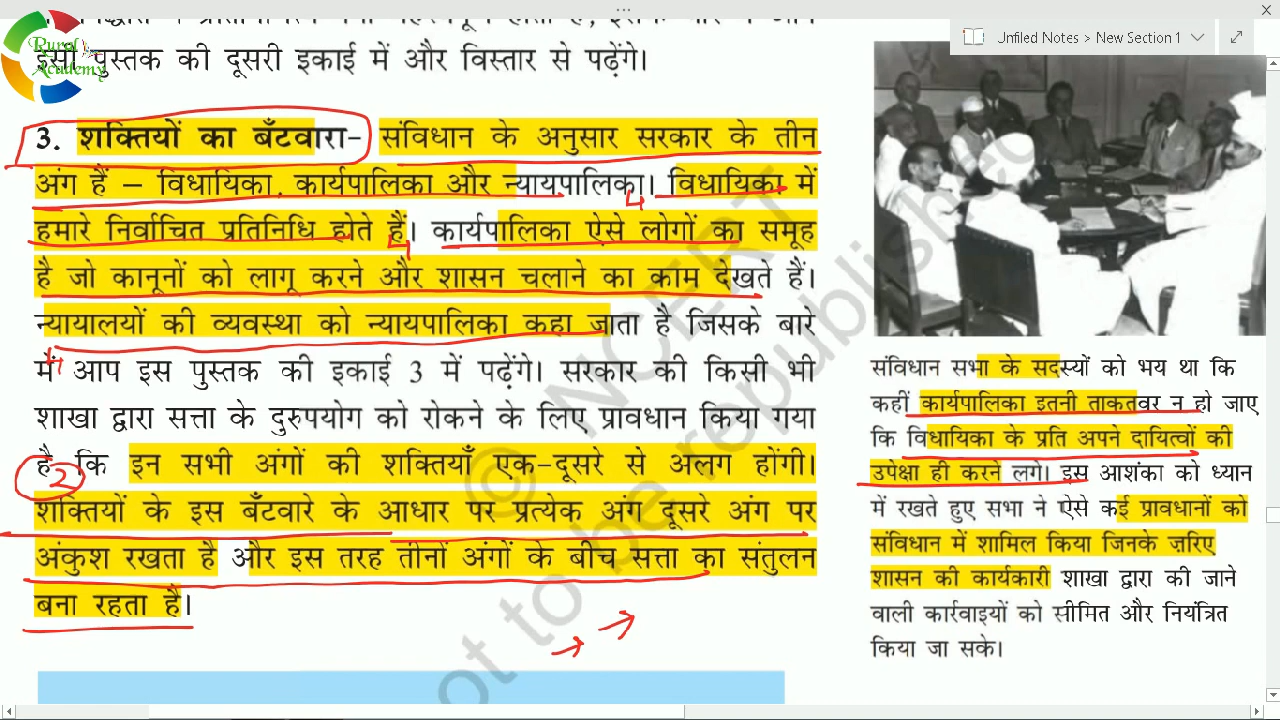 Rural
Academy
Unfiled Notes > New Section 1
इसी पुस्तक की दूसरी इकाई में और विस्तार से पढ़ेंगे।
3. शक्तियों का बँटवारा- संविधान के अनुसार सरकार के तीन
अंग हैं – विधायिका, कार्यपालिका और न्यायपालिका। विधायिका में
हमारे निर्वाचित प्रतिनिधि होते हैं। कार्यपालिका ऐसे लोगों का समूह
है जो कानूनों को लागू करने और शासन चलाने का काम देखते हैं।
न्यायालयों की व्यवस्था को न्यायपालिका कहा जाता है जिसके बारे
में आप इस पुस्तक की इकाई 3 में पढ़ेंगे। सरकार की किसी भी
शाखा द्वारा सत्ता के दुरुपयोग को रोकने के लिए प्रावधान किया गया
है कि इन सभी अंगों की शक्तियाँ एक-दूसरे से अलग होंगी।
2
शक्तियों के इस बँटवारे के आधार पर प्रत्येक अंग दूसरे अंग पर
अंकुश रखता है और इस तरह तीनों अंगों के बीच सत्ता का संतुलन
बना रहता है।
संविधान सभा के सदस्यों को भय था कि
कहीं कार्यपालिका इतनी ताकतवर न हो जाए
कि विधायिका के प्रति अपने दायित्वों की
उपेक्षा ही करने लगे। इस आशंका को ध्यान
में रखते हुए सभा ने ऐसे कई प्रावधानों को
संविधान में शामिल किया जिनके ज़रिए
शासन की कार्यकारी शाखा द्वारा की जाने
वाली कार्रवाइयों को सीमित और नियंत्रित
किया जा सके।
© NCERT
not to be republished